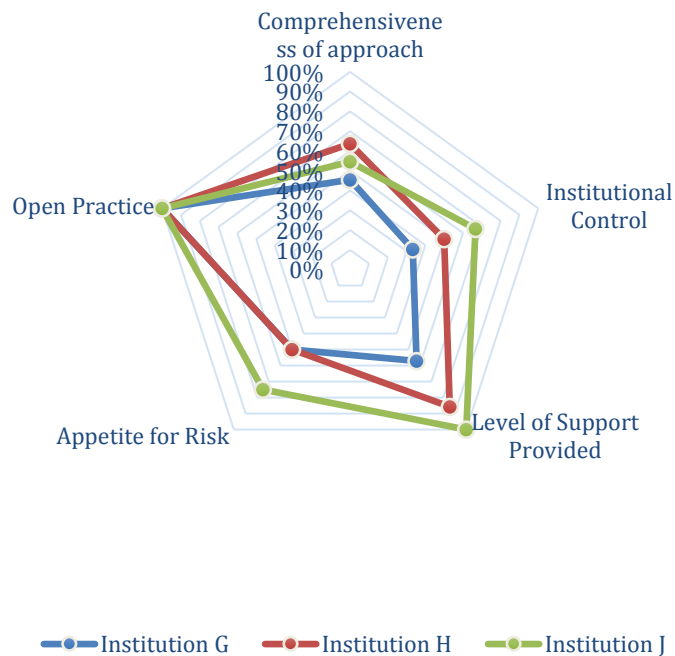 Comprehensivene
ss of approach
100%
90%
80%
70%
60%
50%
40%
30%
20%
10%
0%
Institutional
Control
Open Practice
Level of Support
Provided
Appetite for Risk
Institution G
Institution H
Institution J